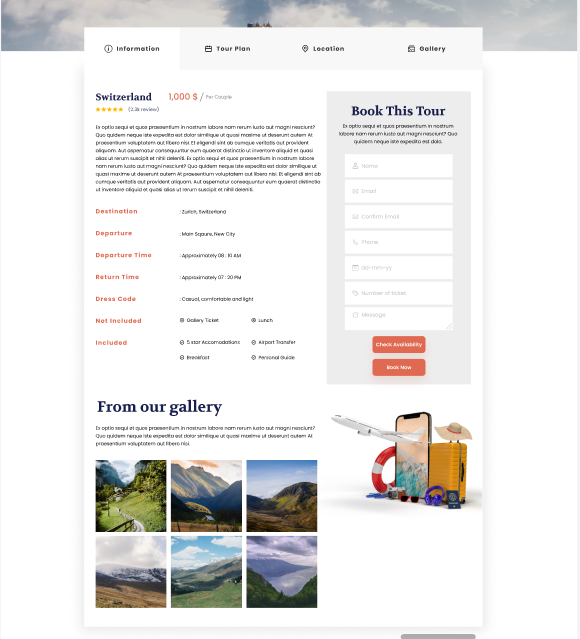 Information
Tour Plan
Location
Gallery
Switzerland 1,000 $ / Per Couple
(2.3k review)
Ex optio sequi et quos praesentium in nostrum labore nam rerum iusto aut magni nesciunt?
Quo quidem neque iste expedita est dolor similique ut quasi maxime ut deserunt autem At
praesentium voluptatem aut libero nisi. Et eligendi sint ab cumque veritatis aut provident
aliquam. Aut aspernatur consequuntur eum quaerat distinctio ut inventore aliquid et quasi
alias ut rerum suscipit et nihil deleniti. Ex optio sequi et quos praesentium in nostrum labore
nam rerum iusto aut magni nesciunt? Quo quidem neque iste expedita est dolor similique ut
quasi maxime ut deserunt autem At praesentium voluptatem aut libero nisi. Et eligendi sint ab
cumque veritatis aut provident aliquam. Aut aspernatur consequuntur eum quaerat distinctio
ut inventore aliquid et quasi alias ut rerum suscipit et nihil deleniti.
Destination : Zurich, Switzerland
Departure : Main Sqaure, New City
Departure Time : Approximately 08 : 10 AM
Return Time : Approximately 07 : 20 PM
Dress Code : Casual, comfortable and light
Not Included Gallery Ticket Lunch
Included 5 star Accomodations Airport Transfer
Breakfast Personal Guide
Book This Tour
Ex optio sequi et quos praesentium in nostrum
labore nam rerum iusto aut magni nesciunt? Quo
quidem neque iste expedita est dolo.
Name
Email
Confirm Email
Phone
dd-mm-yy
Number of ticket
Message
Check Availability
Book Now
From our gallery
Ex optio sequi et quos praesentium in nostrum labore nam rerum iusto aut magni nesciunt?
Quo quidem neque iste expedita est dolor similique ut quasi maxime ut deserunt autem At
praesentium voluptatem aut libero nisi.